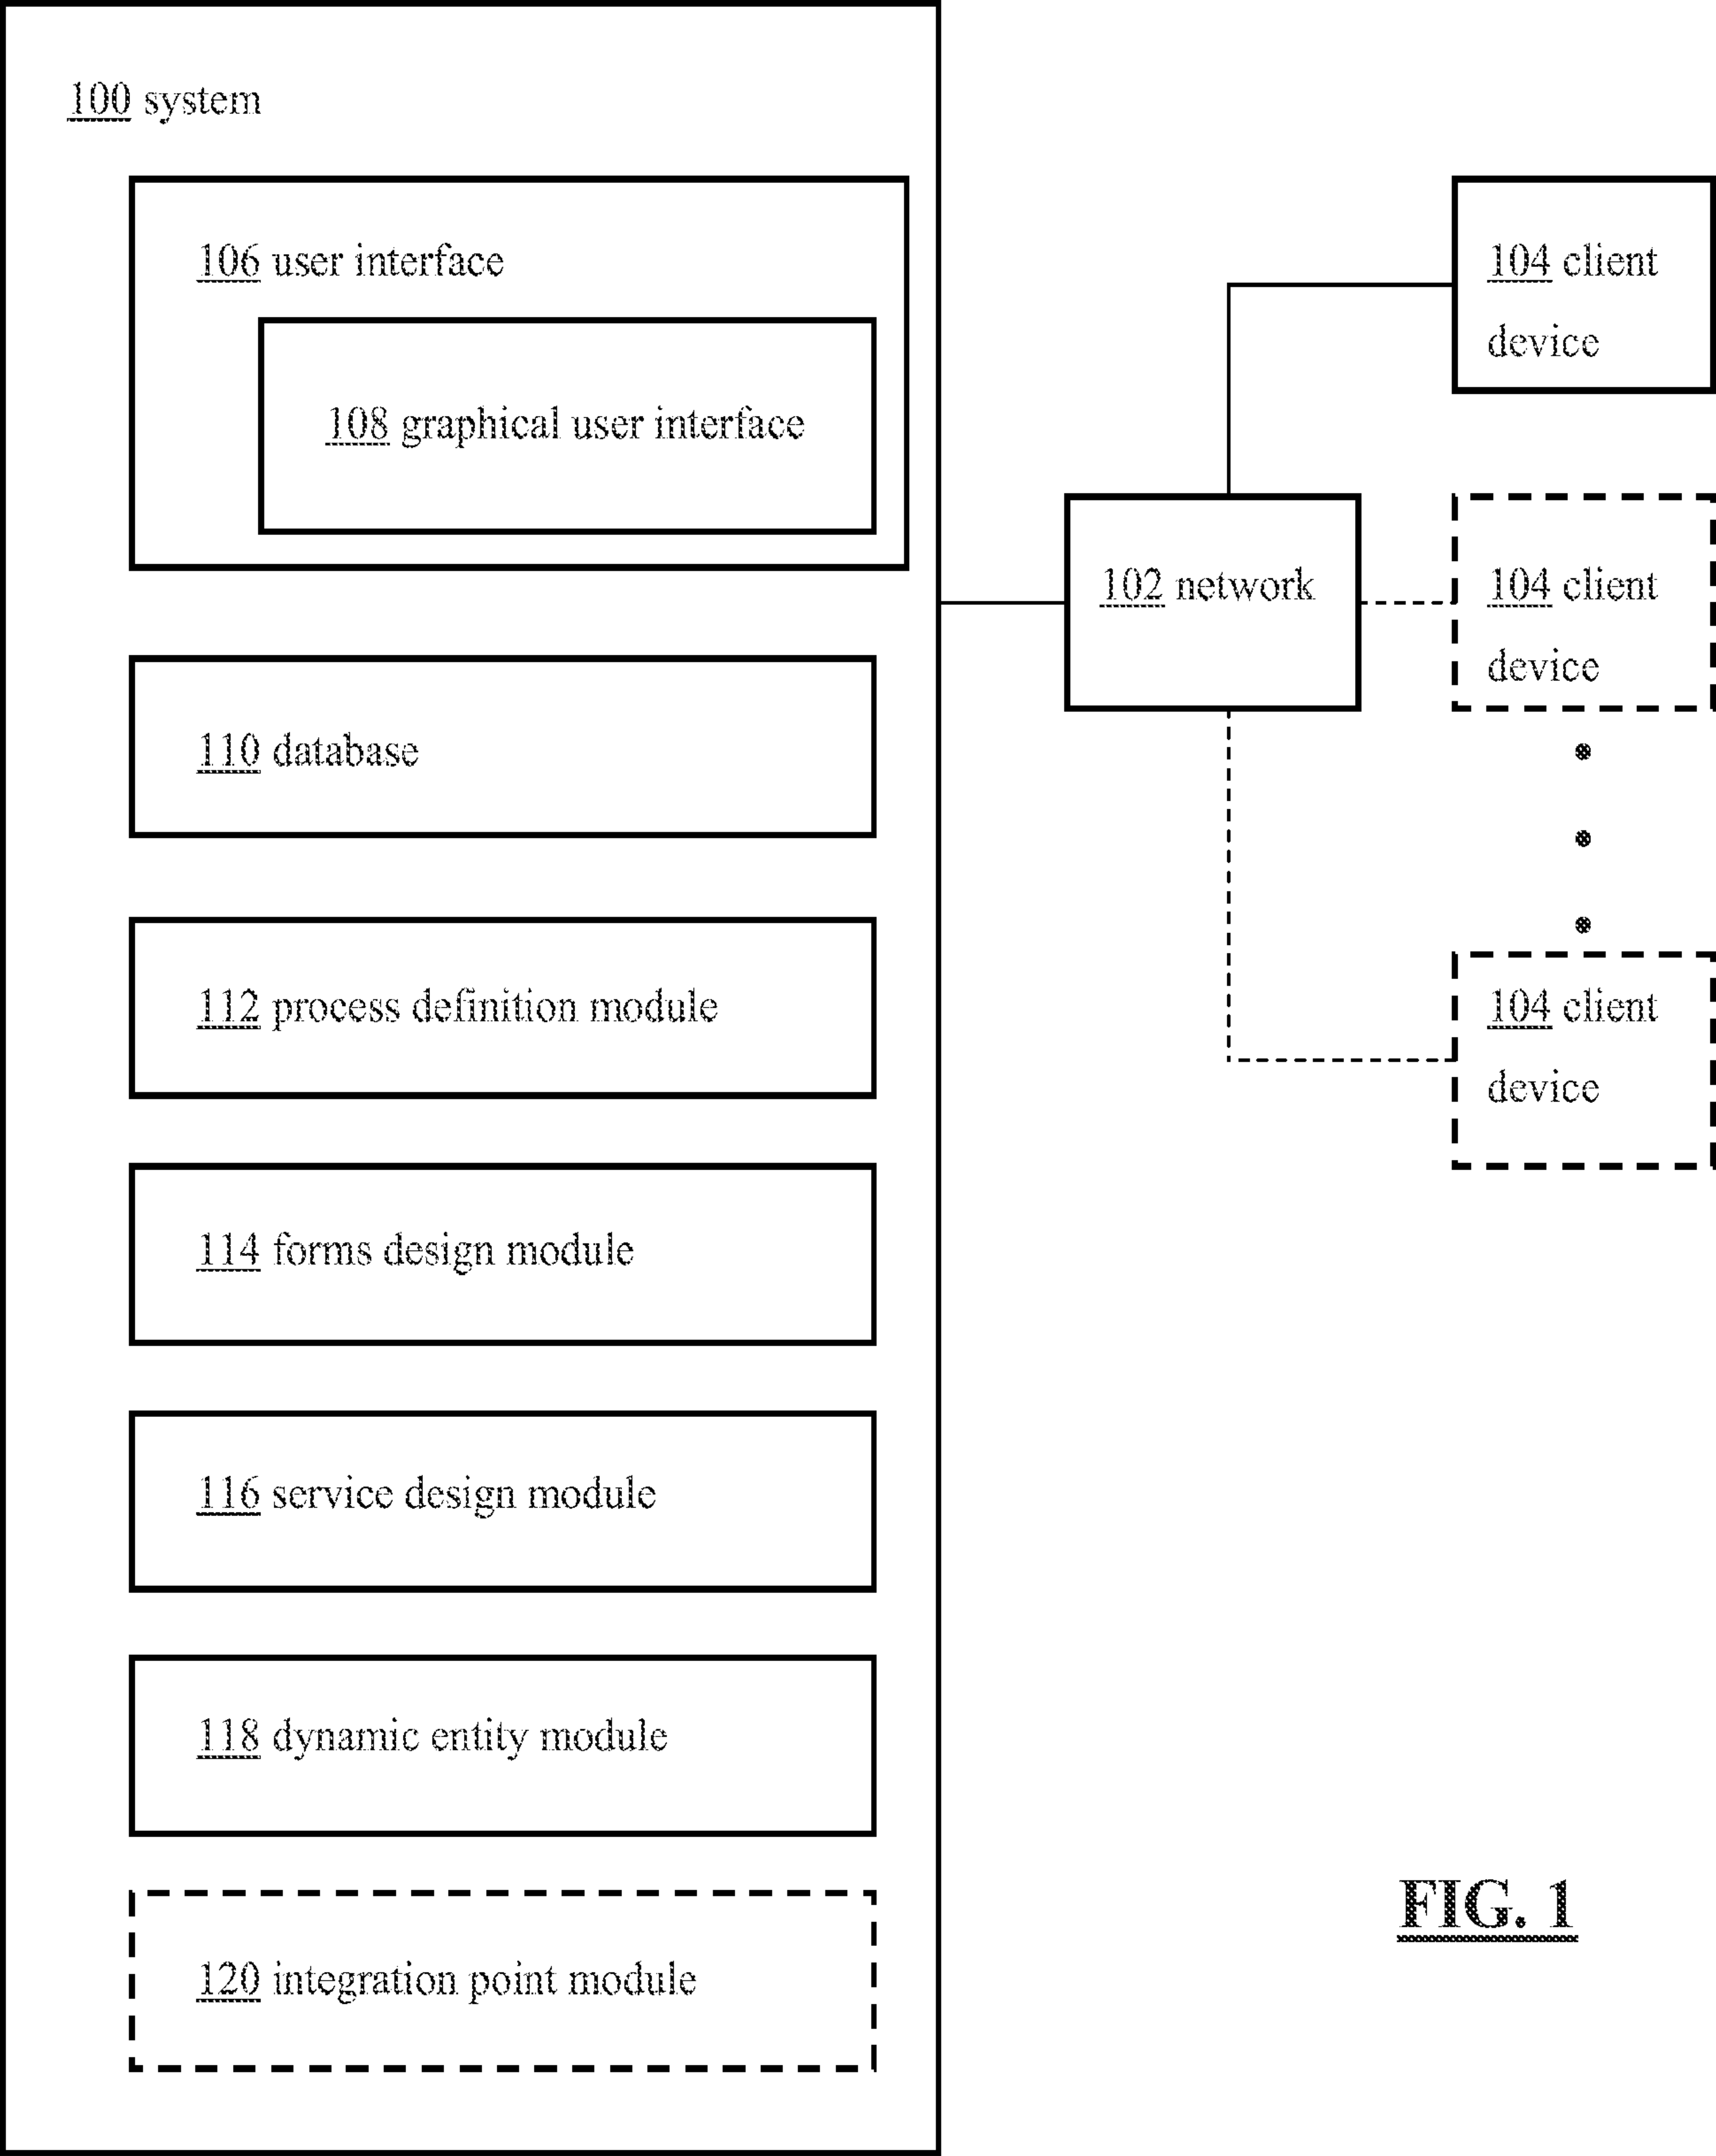 100 system
106 user interface
108 graphical user interface
110 database
112 process definition module
114 forms design module
116 service design module
118 dynamic entity module
120 integration point module
102 network
104 client
device
104 client
device
104 client
device
FIG. 1